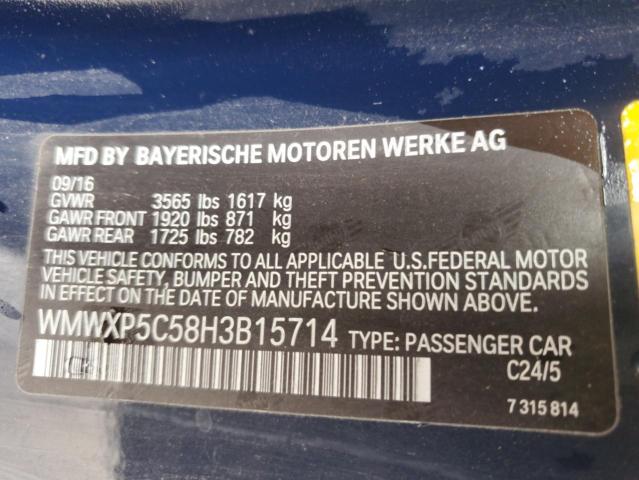 MFD BY BAYERISCHE MOTOREN WERKE AG
09/16
GVWR 3565 lbs 1617 kg
GAWR FRONT 1920 lbs 871 kg
GAWR REAR 1725 lbs 782 kg
THIS VEHICLE CONFORMS TO ALL APPLICABLE U.S.FEDERAL MOTOR
VEHICLE SAFETY, BUMPER AND THEFT PREVENTION STANDARDS
IN EFFECT ON THE DATE OF MANUFACTURE SHOWN ABOVE.
WMWXP5C58H3B15714 TYPE: PASSENGER CAR
C24/5
7 315 814